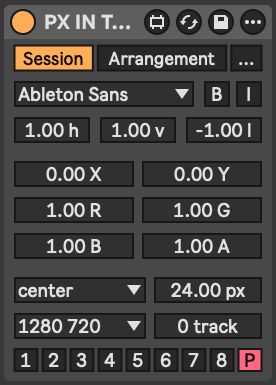 PX IN T...
Session Arrangement ...
Ableton Sans B I
1.00 h 1.00 v -1.00 l
0.00 X 0.00 Y
1.00 R 1.00 G
1.00 B 1.00 A
center 24.00 px
1280 720 0 track
1 2 3 4 5 6 7 8 P